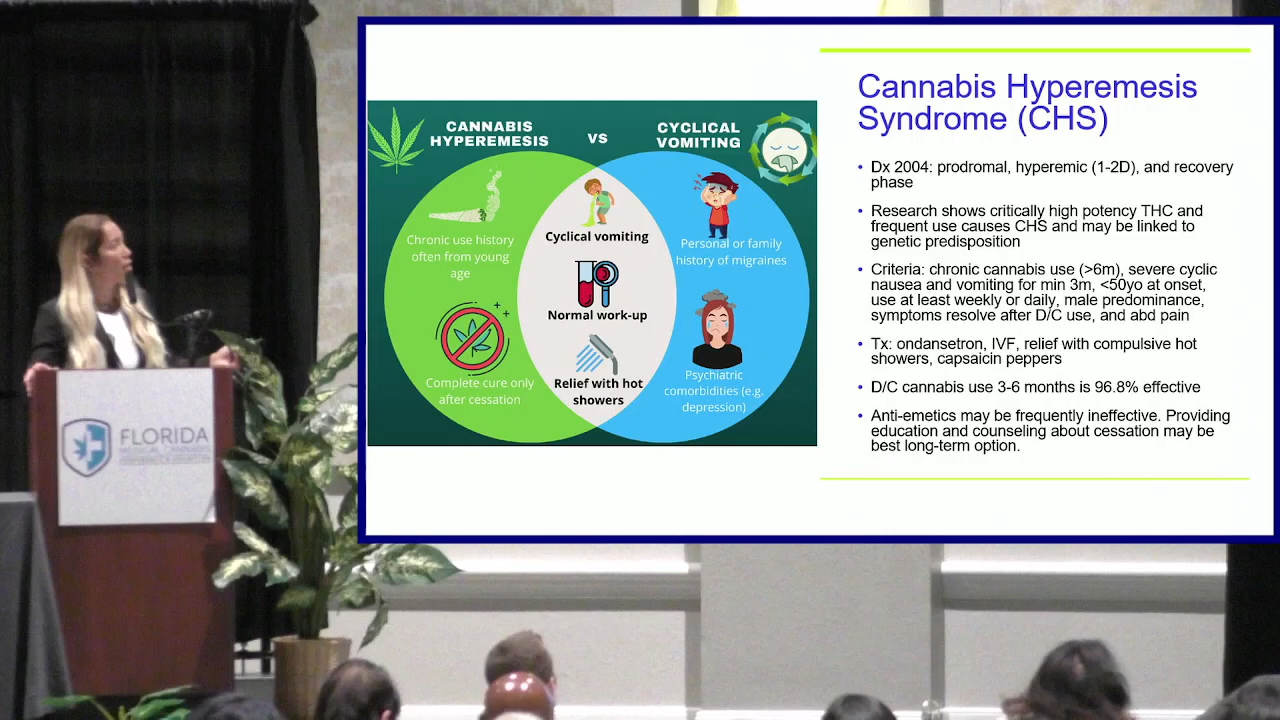 CANNABIS
HYPEREMESIS
VS
CYCLICAL
VOMITING
Chronic use history
often from young
age
Complete cure only
after cessation
Cyclical vomiting
Normal work-up
Relief with hot
showers
Personal or family
history of migraines
Psychiatric
comorbidities (e.g.
depression)
Cannabis Hyperemesis
Syndrome (CHS)
• Dx 2004: prodromal, hyperemic (1-2D), and recovery
phase
• Research shows critically high potency THC and
frequent use causes CHS and may be linked to
genetic predisposition
• Criteria: chronic cannabis use (>6m), severe cyclic
nausea and vomiting for min 3m, <50yo at onset,
use at least weekly or daily, male predominance,
symptoms resolve after D/C use, and abd pain
• Tx: ondansetron, IVF, relief with compulsive hot
showers, capsaicin peppers
• D/C cannabis use 3-6 months is 96.8% effective
• Anti-emetics may be frequently ineffective. Providing
education and counseling about cessation may be
best long-term option.
FLORIDA
MEDICAL CANNABIS